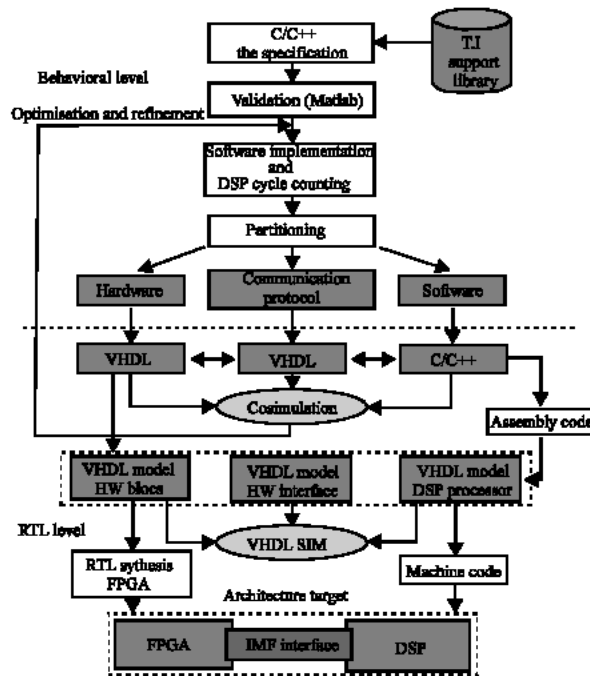 C/C++
the specification
T.I
support
library
Behavioral level
Validation (Matlab)
Optimisation and refinement
Software implementation
and
DSP cycle counting
Partitioning
Hardware
Communication
protocol
Software
VHDL
VHDL
C/C++
Cosimulation
Assembly code
VHDL model
HW blocs
VHDL model
HW interface
VHDL model
DSP processor
RTL level
VHDL SIM
RTL sythesis
FPGA
Machine code
Architecture target
FPGA
IMF interface
DSP